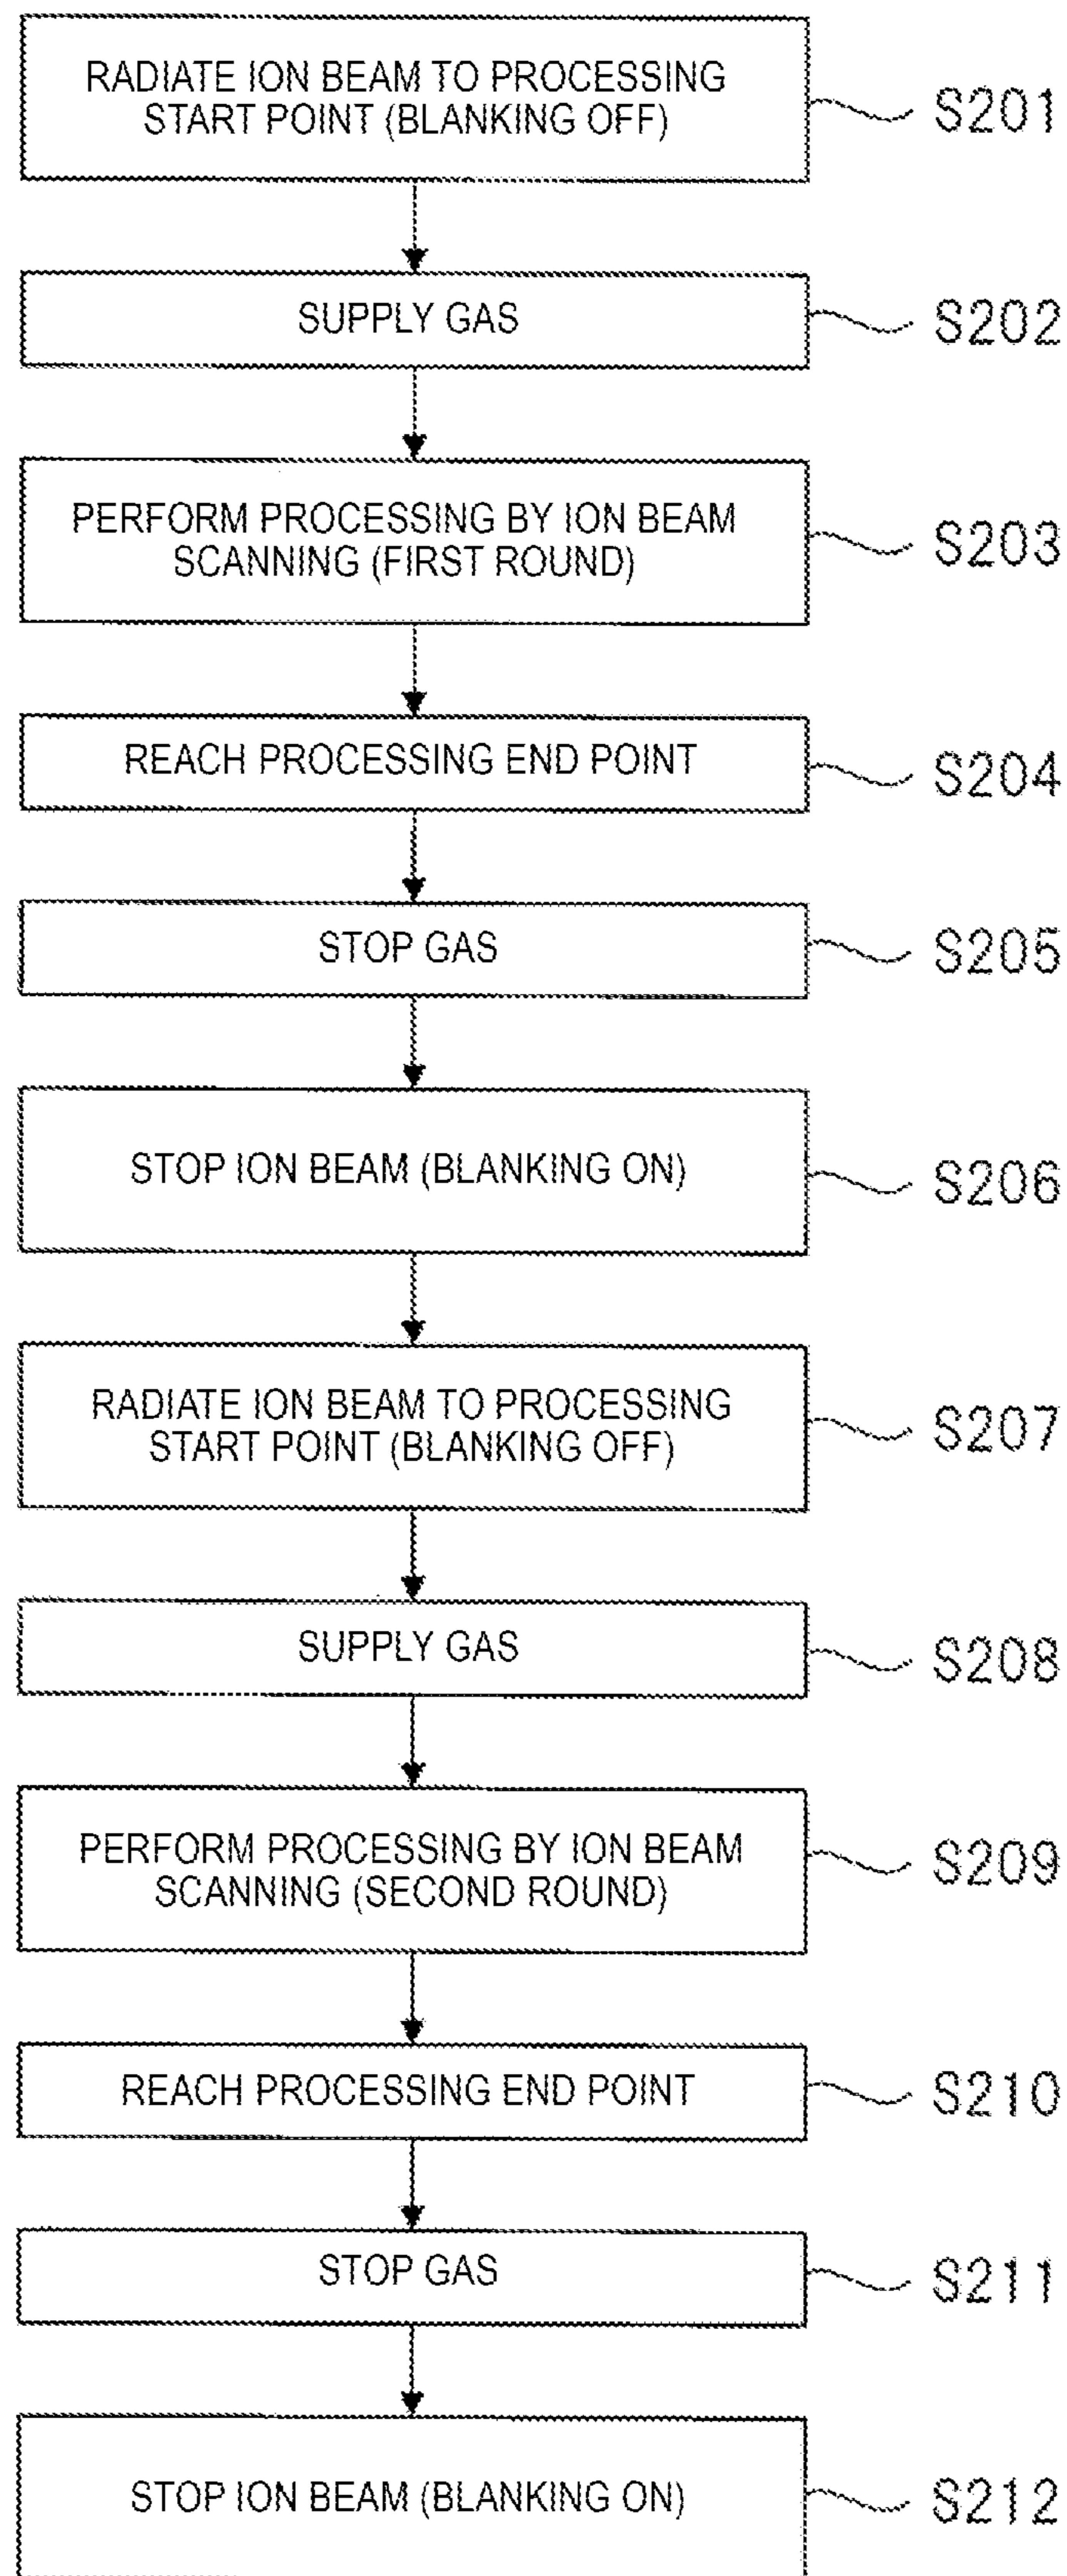 RADIATE ION BEAM TO PROCESSING
START POINT (BLANKING OFF)
S201
SUPPLY GAS
S202
PERFORM PROCESSING BY ION BEAM
SCANNING (FIRST ROUND)
S203
REACH PROCESSING END POINT
S204
STOP GAS
S205
STOP ION BEAM (BLANKING ON)
S206
RADIATE ION BEAM TO PROCESSING
START POINT (BLANKING OFF)
S207
SUPPLY GAS
S208
PERFORM PROCESSING BY ION BEAM
SCANNING (SECOND ROUND)
S209
REACH PROCESSING END POINT
S210
STOP GAS
S211
STOP ION BEAM (BLANKING ON)
S212